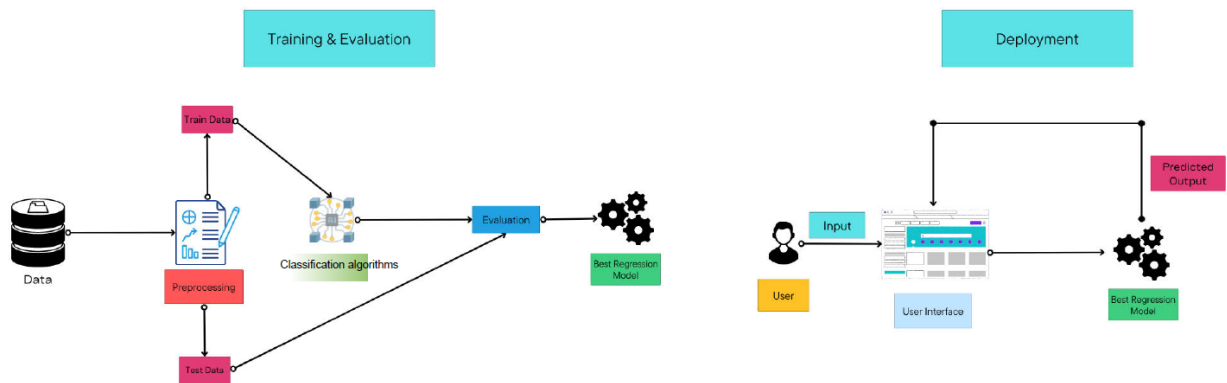 Training & Evaluation
Deployment
Train Data
Data
Preprocessing
Classification algorithms
Evaluation
Best Regression
Model
Test Data
Predicted
Output
Input
User
User Interface
Best Regression
Model